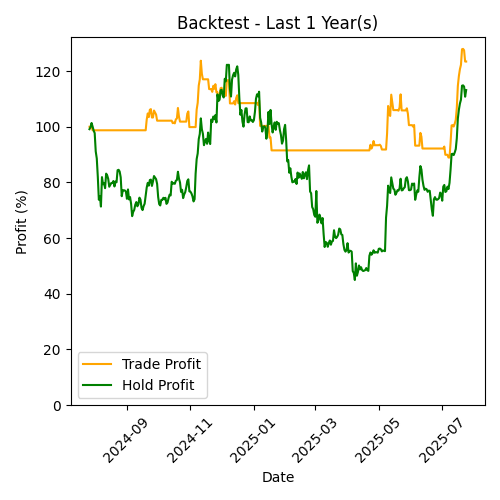 Backtest - Last 1 Year(s)
Profit (%)
120
100
80
60
40
20
0
Trade Profit
Hold Profit
2024-09
2024-11
2025-01
2025-03
2025-05
2025-07
Date